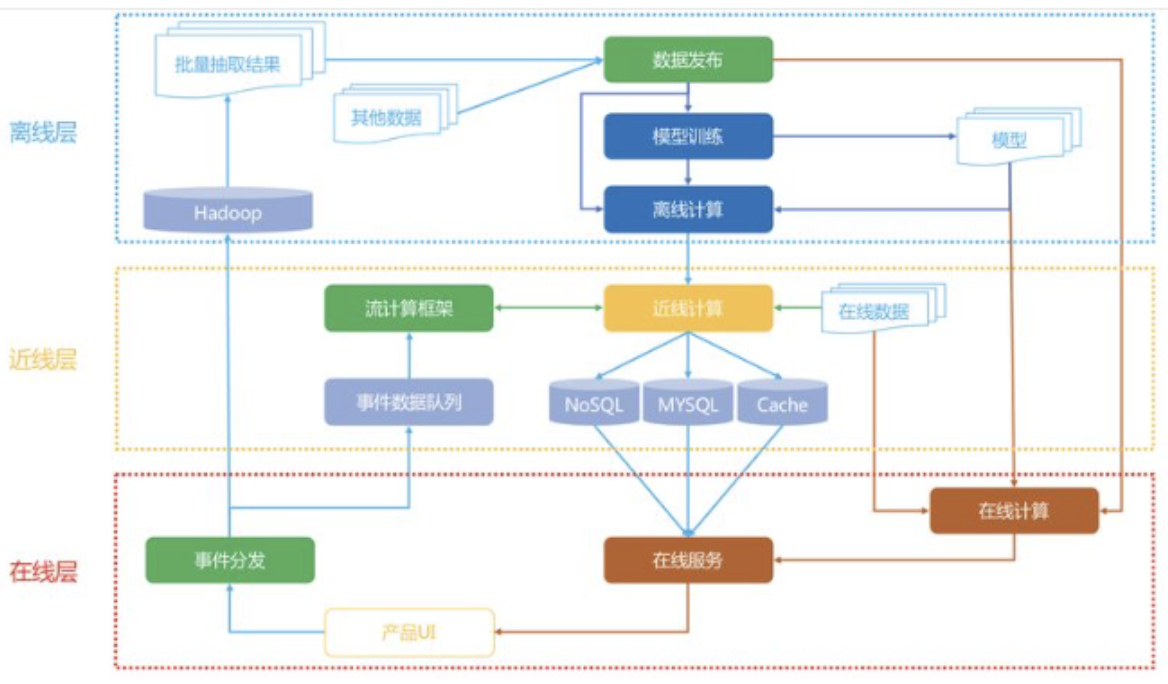 离线层
批量抽取结果
其他数据
数据发布
模型训练
模型
离线计算
Hadoop
近线层
流计算框架
近线计算
在线数据
事件数据队列
NoSQL
MYSQL
Cache
在线层
在线计算
事件分发
在线服务
产品UI